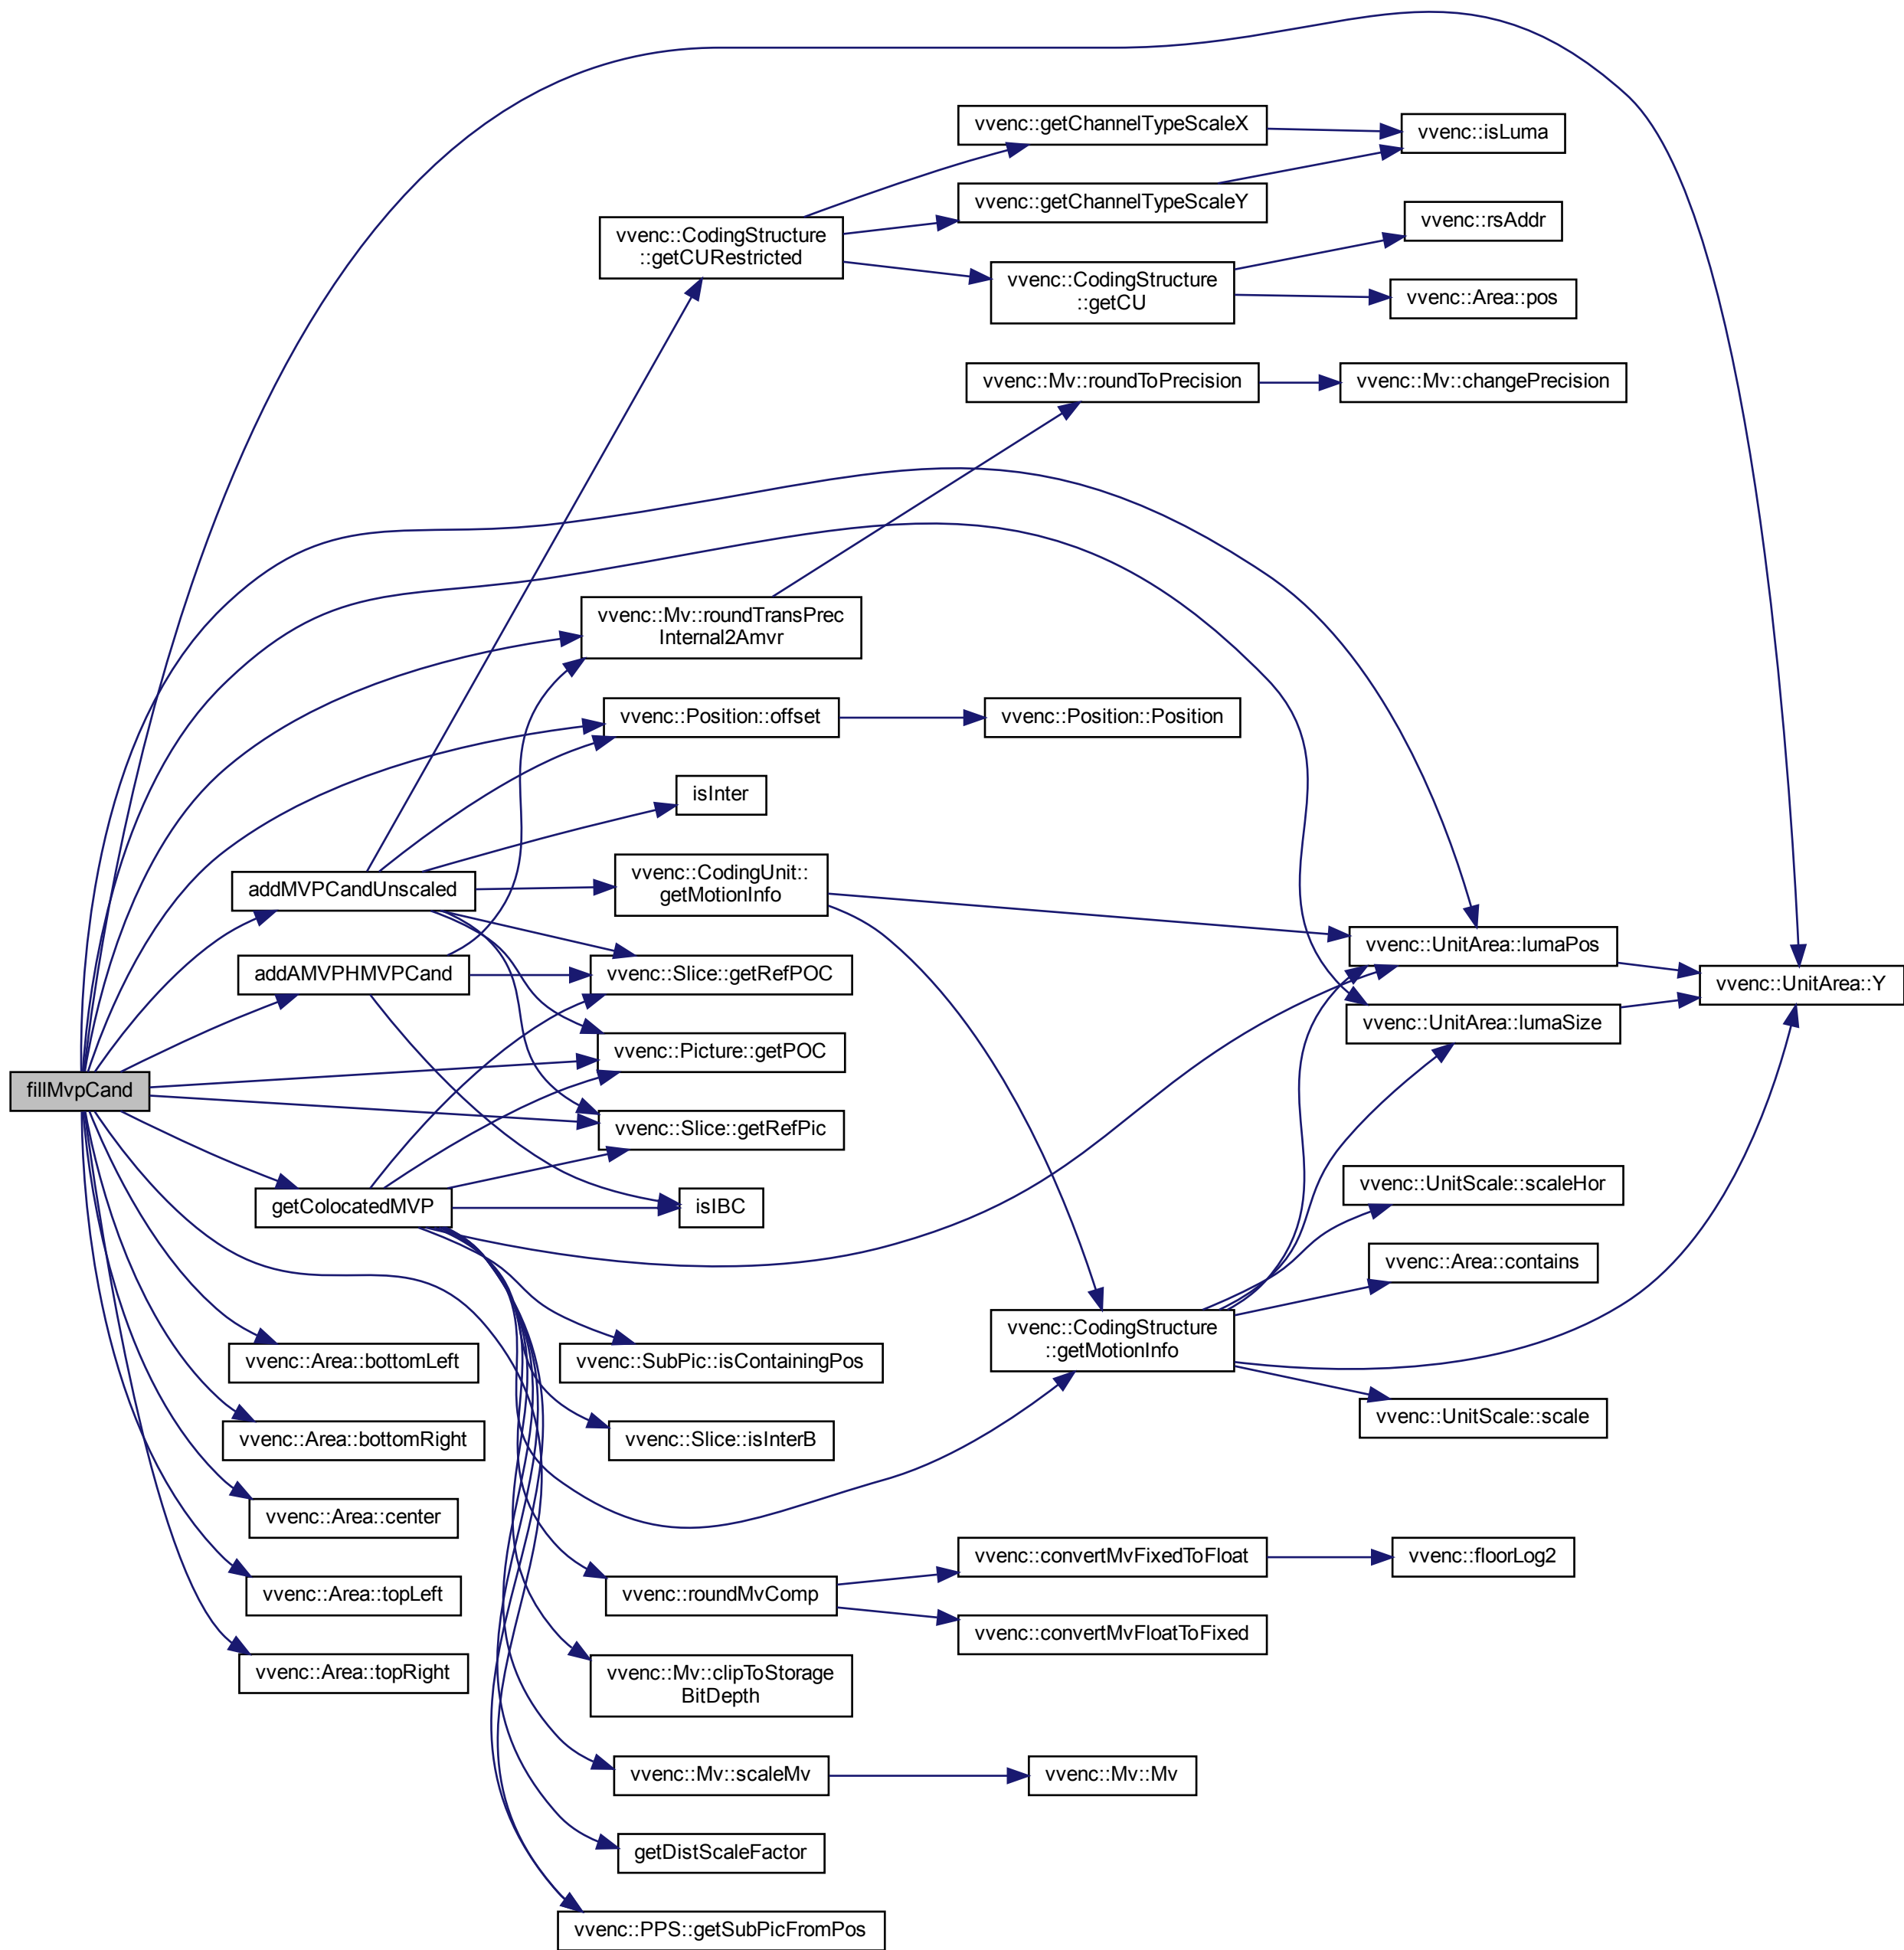 vvenc::getChannelTypeScaleX
vvenc::isLuma
vvenc::getChannelTypeScaleY
vvenc::rsAddr
vvenc::CodingStructure
::getCURestricted
vvenc::CodingStructure
::getCU
vvenc::Area::pos
vvenc::Mv::roundToPrecision
vvenc::Mv::changePrecision
vvenc::Mv::roundTransPrec
Internal2Amvr
vvenc::Position::offset
vvenc::Position::Position
isInter
addMVPCandUnscaled
vvenc::CodingUnit::
getMotionInfo
vvenc::UnitArea::lumaPos
addAMVPHMVPCand
vvenc::Slice::getRefPOC
vvenc::UnitArea::Y
vvenc::UnitArea::lumaSize
vvenc::Picture::getPOC
fillMvpCand
vvenc::Slice::getRefPic
vvenc::UnitScale::scaleHor
getColocatedMVP
isIBC
vvenc::Area::contains
vvenc::CodingStructure
::getMotionInfo
vvenc::Area::bottomLeft
vvenc::SubPic::isContainingPos
vvenc::UnitScale::scale
vvenc::Area::bottomRight
vvenc::Slice::isInterB
vvenc::Area::center
vvenc::convertMvFixedToFloat
vvenc::floorLog2
vvenc::Area::topLeft
vvenc::roundMvComp
vvenc::convertMvFloatToFixed
vvenc::Area::topRight
vvenc::Mv::clipToStorage
BitDepth
vvenc::Mv::scaleMv
vvenc::Mv::Mv
getDistScaleFactor
vvenc::PPS::getSubPicFromPos